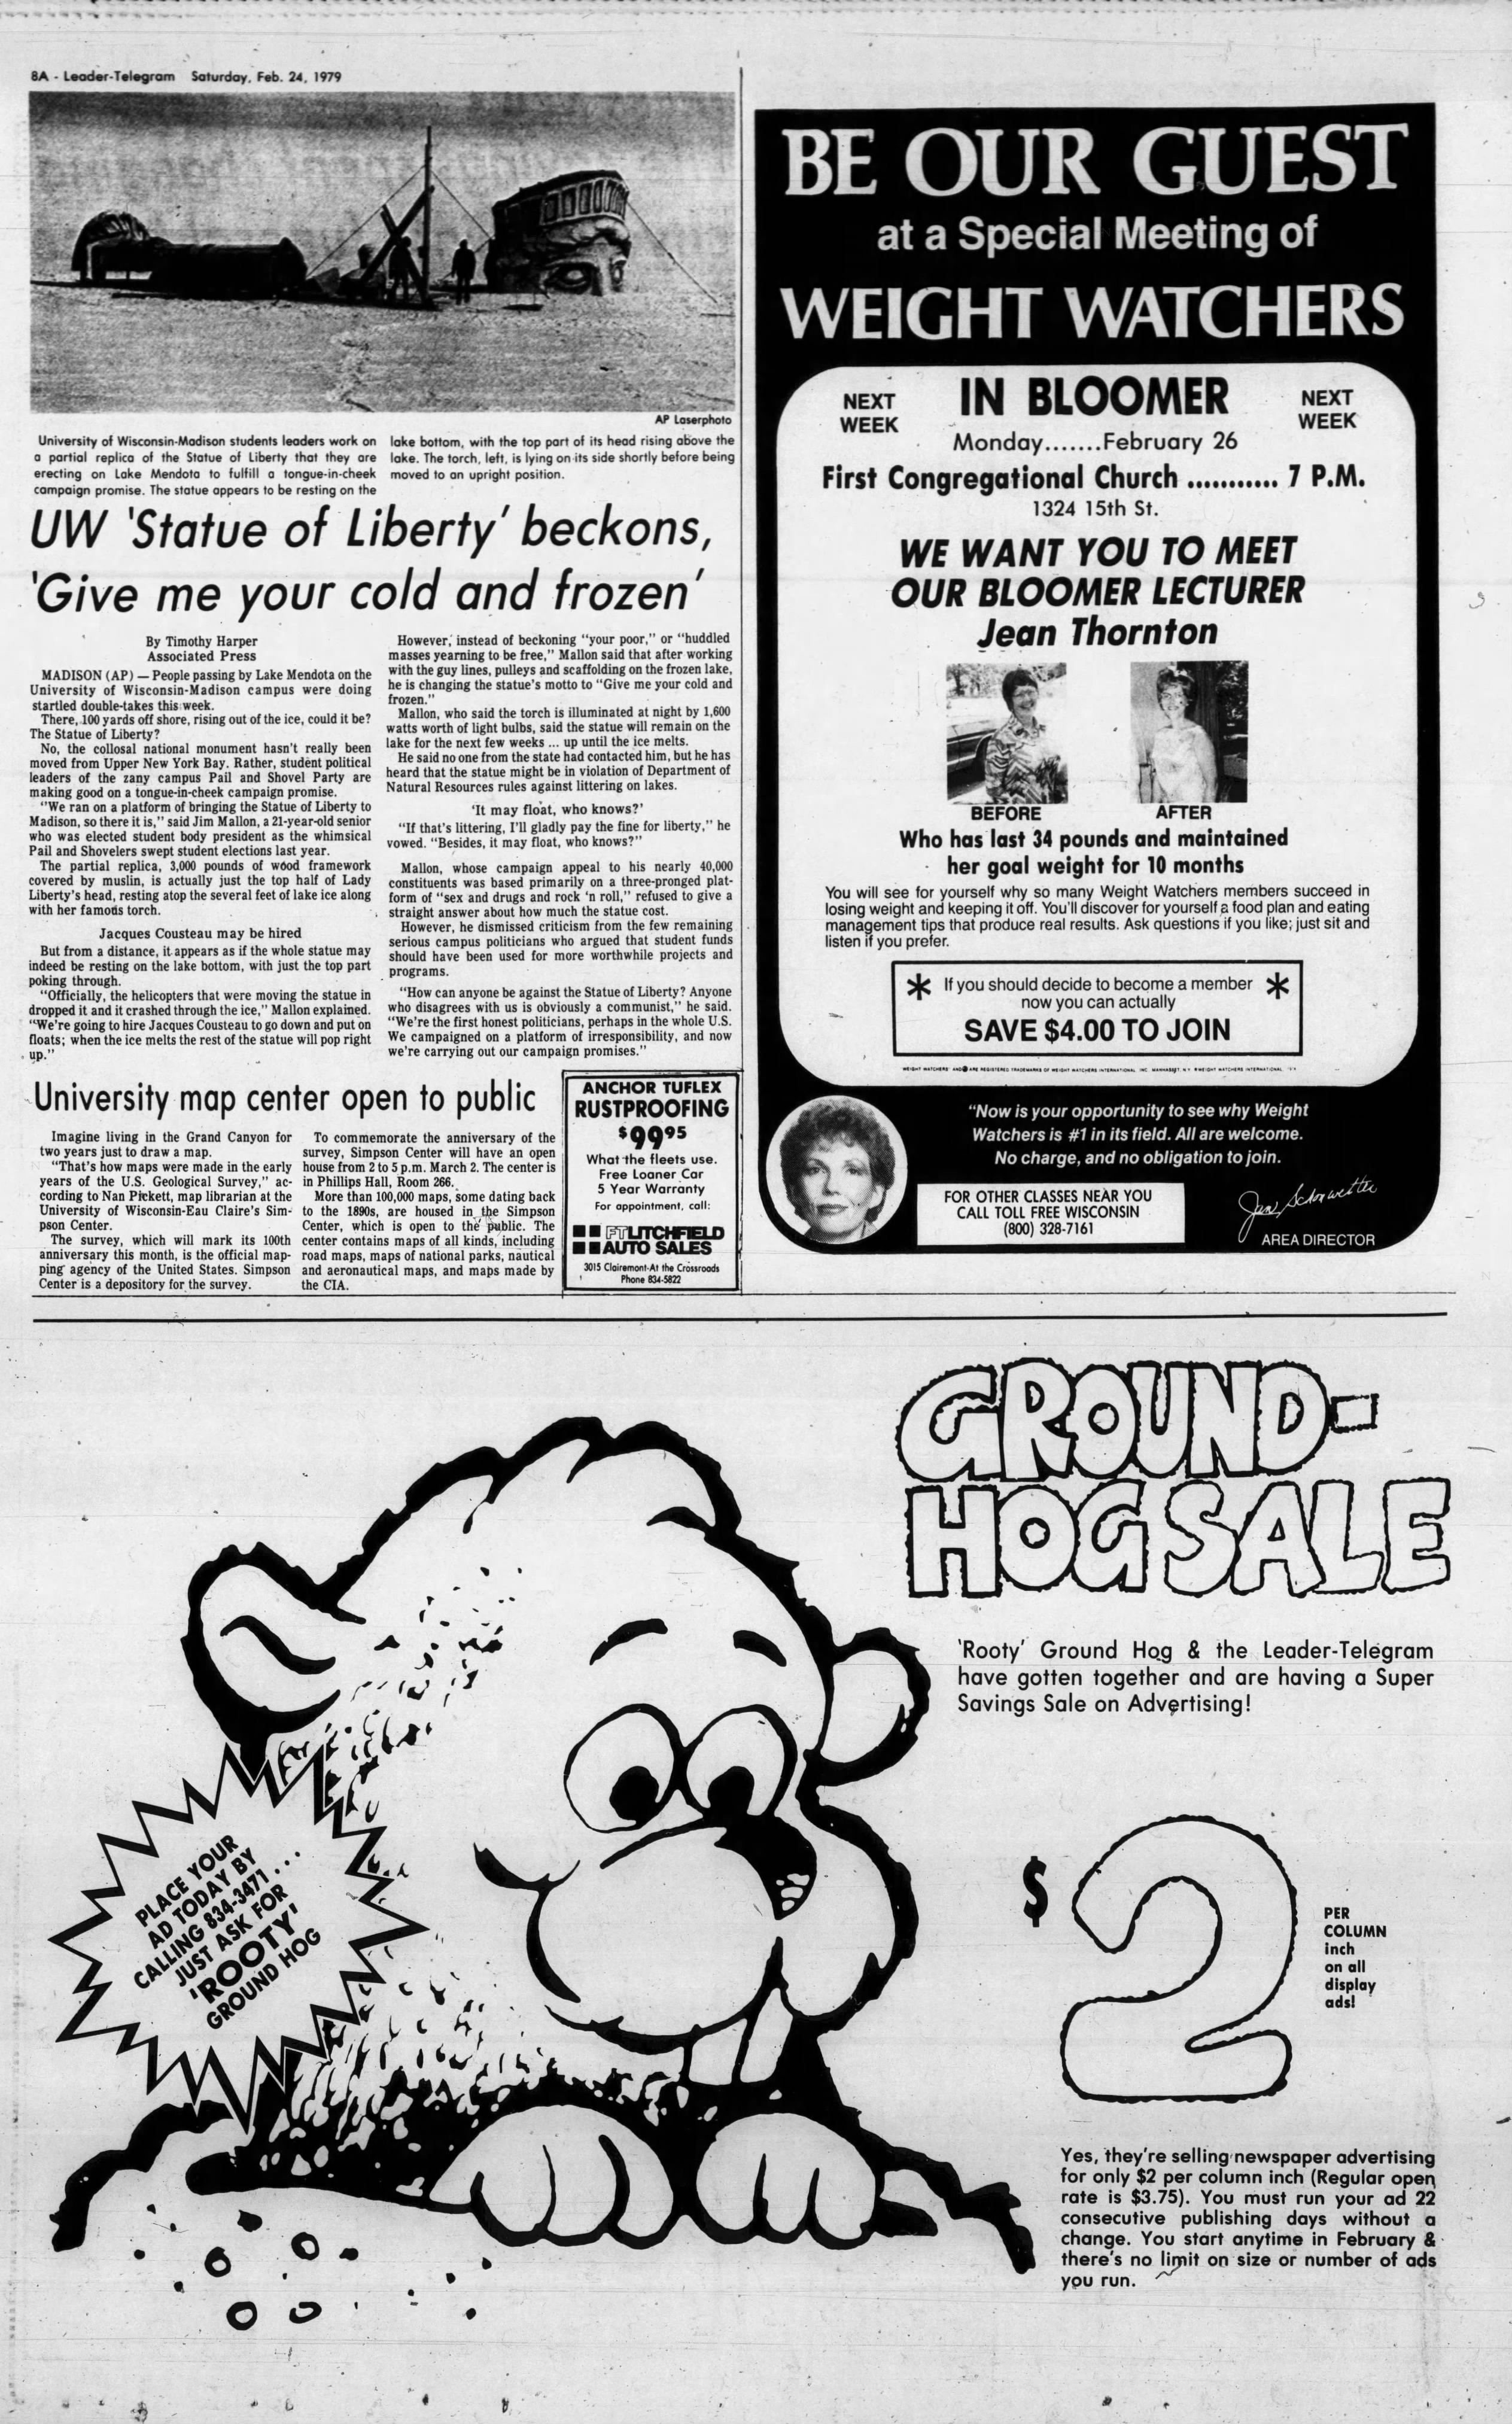 8A - Leader-Telegram Saturday, Feb. 24, 1979
AP Laserphoto
University of Wisconsin-Madison students leaders work on
a partial replica of the Statue of Liberty that they are
erecting on Lake Mendota to fulfill a tongue-in-cheek
campaign promise. The statue appears to be resting on the
lake bottom, with the top part of its head rising above the
lake. The torch, left, is lying on its side shortly before being
moved to an upright position.
UW 'Statue of Liberty' beckons,
'Give me your cold and frozen'
By Timothy Harper
Associated Press
MADISON (AP) — People passing by Lake Mendota on the
University of Wisconsin-Madison campus were doing
startled double-takes this week.
There, 100 yards off shore, rising out of the ice, could it be?
The Statue of Liberty?
No, the collosal national monument hasn't really been
moved from Upper New York Bay. Rather, student political
leaders of the zany campus Pail and Shovel Party are
making good on a tongue-in-cheek campaign promise.
"We ran on a platform of bringing the Statue of Liberty to
Madison, so there it is," said Jim Mallon, a 21-year-old senior
who was elected student body president as the whimsical
Pail and Shovelers swept student elections last year.
The partial replica, 3,000 pounds of wood framework
covered by muslin, is actually just the top half of Lady
Liberty's head, resting atop the several feet of lake ice along
with her famous torch.
Jacques Cousteau may be hired
But from a distance, it appears as if the whole statue may
indeed be resting on the lake bottom, with just the top part
poking through.
"Officially, the helicopters that were moving the statue in
dropped it and it crashed through the ice," Mallon explained.
"We're going to hire Jacques Cousteau to go down and put on
floats; when the ice melts the rest of the statue will pop right
up."
However, instead of beckoning "your poor," or "huddled
masses yearning to be free," Mallon said that after working
with the guy lines, pulleys and scaffolding on the frozen lake,
he is changing the statue's motto to "Give me your cold and
frozen."
Mallon, who said the torch is illuminated at night by 1,600
watts worth of light bulbs, said the statue will remain on the
lake for the next few weeks ... up until the ice melts.
He said no one from the state had contacted him, but he has
heard that the statue might be in violation of Department of
Natural Resources rules against littering on lakes.
'It may float, who knows?'
"If that's littering, I'll gladly pay the fine for liberty," he
vowed. "Besides, it may float, who knows?"
Mallon, whose campaign appeal to his nearly 40,000
constituents was based primarily on a three-pronged plat-
form of "sex and drugs and rock 'n roll," refused to give a
straight answer about how much the statue cost.
However, he dismissed criticism from the few remaining
serious campus politicians who argued that student funds
should have been used for more worthwhile projects and
programs.
"How can anyone be against the Statue of Liberty? Anyone
who disagrees with us is obviously a communist," he said.
"We're the first honest politicians, perhaps in the whole U.S.
We campaigned on a platform of irresponsibility, and now
we're carrying out our campaign promises."
University map center open to public
Imagine living in the Grand Canyon for
two years just to draw a map.
"That's how maps were made in the early
years of the U.S. Geological Survey," ac-
cording to Nan Pickett, map librarian at the
University of Wisconsin-Eau Claire's Sim-
pson Center.
The survey, which will mark its 100th
anniversary this month, is the official map-
ping agency of the United States. Simpson
Center is a depository for the survey.
To commemorate the anniversary of the
survey, Simpson Center will have an open
house from 2 to 5 p.m. March 2. The center is
in Phillips Hall, Room 266.
More than 100,000 maps, some dating back
to the 1890s, are housed in the Simpson
Center, which is open to the public. The
center contains maps of all kinds, including
road maps, maps of national parks, nautical
and aeronautical maps, and maps made by
the CIA.
ANCHOR TUFLEX
RUSTPROOFING
$99 95
What the fleets use.
Free Loaner Car
5 Year Warranty
For appointment, call:
LITCHFIELD
AUTO SALES
3015 Clairemont-At the Crossroads
Phone 834-5822
BE OUR GUEST
at a Special Meeting of
WEIGHT WATCHERS
NEXT
WEEK
IN BLOOMER
NEXT
WEEK
Monday.......February 26
First Congregational Church ........... 7 P.M.
1324 15th St.
WE WANT YOU TO MEET
OUR BLOOMER LECTURER
Jean Thornton
BEFORE
AFTER
Who has last 34 pounds and maintained
her goal weight for 10 months
You will see for yourself why so many Weight Watchers members succeed in
losing weight and keeping it off. You'll discover for yourself a food plan and eating
management tips that produce real results. Ask questions if you like; just sit and
listen if you prefer.
* If you should decide to become a member *
now you can actually
SAVE $4.00 TO JOIN
"Now is your opportunity to see why Weight
Watchers is #1 in its field. All are welcome.
No charge, and no obligation to join.
FOR OTHER CLASSES NEAR YOU
CALL TOLL FREE WISCONSIN
(800) 328-7161
AREA DIRECTOR
GROUND-
HOG SALE
'Rooty' Ground Hog & the Leader-Telegram
have gotten together and are having a Super
Savings Sale on Advertising!
PLACE YOUR
AD TODAY BY
CALLING 834-3471 . . .
JUST ASK FOR
'ROOTY'
GROUND HOG
$2
PER
COLUMN
inch
on all
display
ads!
Yes, they're selling newspaper advertising
for only $2 per column inch (Regular open
rate is $3.75). You must run your ad 22
consecutive publishing days without a
change. You start anytime in February &
there's no limit on size or number of ads
you run.